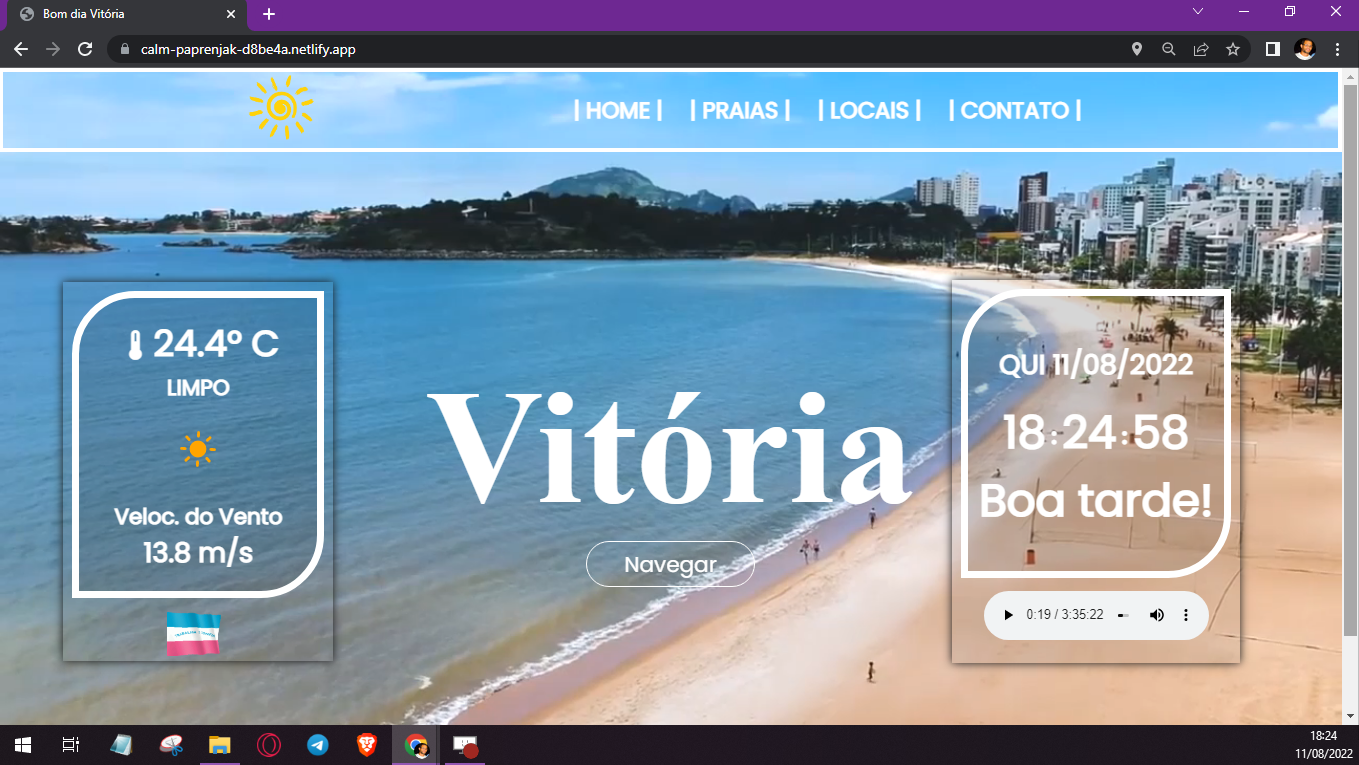 Bom dia Vitória
calm-paprenjak-d8be4a.netlify.app
| HOME | | PRAIAS | | LOCAIS | | CONTATO |
24.4º C
LIMPO
Veloc. do Vento
13.8 m/s
Vitória
Navegar
QUI 11/08/2022
18:24:58
Boa tarde!
0:19 / 3:35:22
18:24
11/08/2022